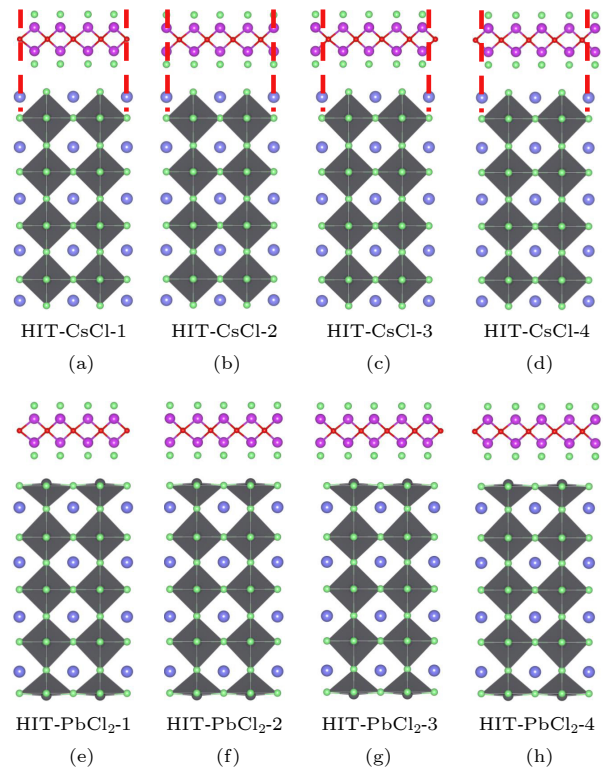 HIT-CsCl-1 HIT-CsCl-2 HIT-CsCl-3 HIT-CsCl-4
(a) (b) (c) (d)
HIT-PbCl₂-1 HIT-PbCl₂-2 HIT-PbCl₂-3 HIT-PbCl₂-4
(e) (f) (g) (h)